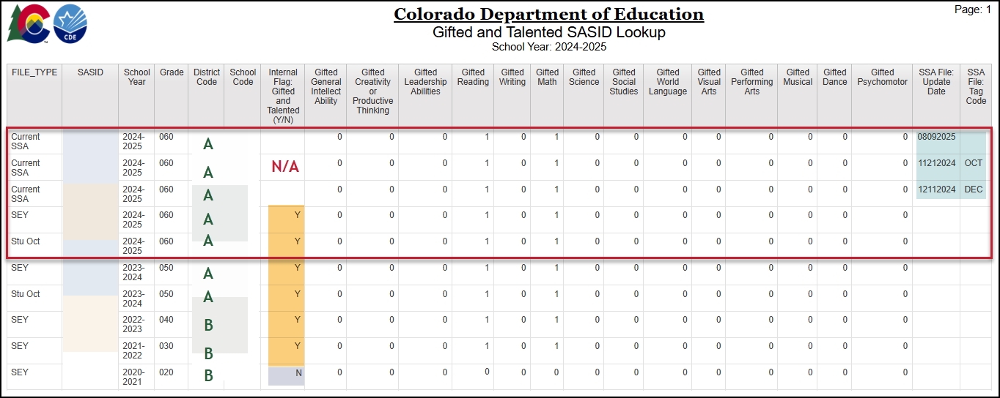 CDE
Colorado Department of Education
Page: 1
Gifted and Talented SASID Lookup
School Year: 2024-2025
FILE_TYPE SASID School Year Grade District Code School Code Internal Flag: Gifted and Talented (Y/N) Gifted General Intellect Ability Gifted Creativity or Productive Thinking Gifted Leadership Abilities Gifted Reading Gifted Writing Gifted Math Gifted Science Gifted Social Studies Gifted World Language Gifted Visual Arts Gifted Performing Arts Gifted Musical Gifted Dance Gifted Psychomotor SSA File: Update Date SSA File: Tag Code
Current SSA 2024-2025 060 A 0 0 0 1 0 1 0 0 0 0 0 0 0 0 08092025
Current SSA 2024-2025 060 A N/A 0 0 0 1 0 1 0 0 0 0 0 0 0 0 11212024 OCT
Current SSA 2024-2025 060 A 0 0 0 1 0 1 0 0 0 0 0 0 0 0 12112024 DEC
SEY 2024-2025 060 A Y 0 0 0 1 0 1 0 0 0 0 0 0 0 0
Stu Oct 2024-2025 060 A Y 0 0 0 1 0 1 0 0 0 0 0 0 0 0
SEY 2023-2024 050 A Y 0 0 0 1 0 1 0 0 0 0 0 0 0 0
Stu Oct 2023-2024 050 A Y 0 0 0 1 0 1 0 0 0 0 0 0 0 0
SEY 2022-2023 040 B Y 0 0 0 1 0 1 0 0 0 0 0 0 0 0
SEY 2021-2022 030 B Y 0 0 0 1 0 1 0 0 0 0 0 0 0 0
SEY 2020-2021 020 B N 0 0 0 0 0 0 0 0 0 0 0 0 0 0